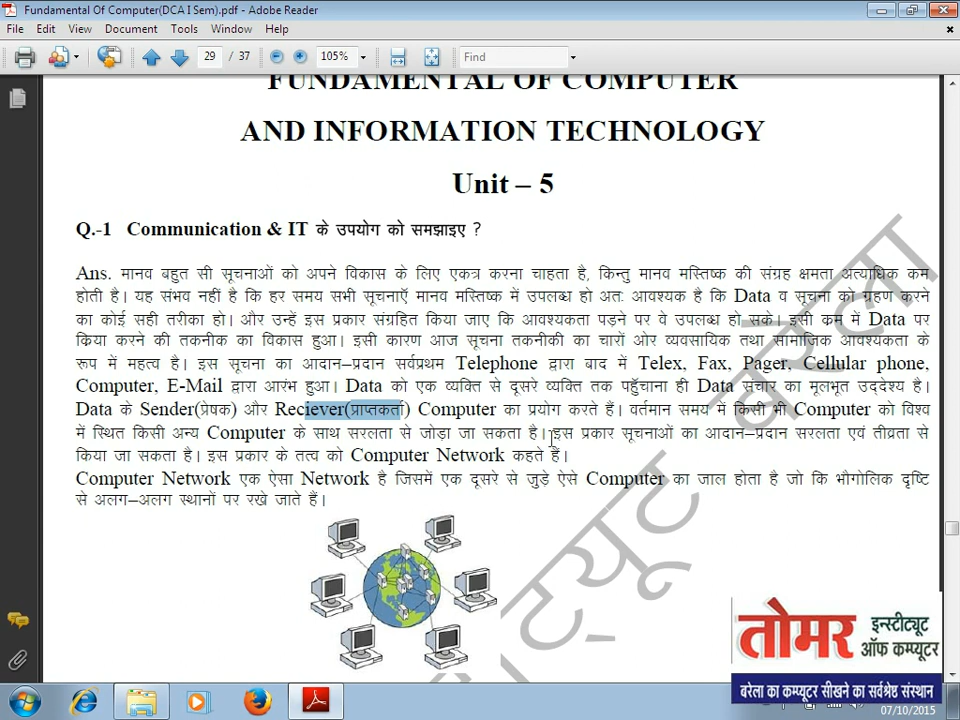 Fundamental Of Computer(DCA I Sem).pdf - Adobe Reader
File Edit View Document Tools Window Help
29 / 37 105% Find
FUNDAMENTAL OF COMPUTER
AND INFORMATION TECHNOLOGY
Unit – 5
Q.-1 Communication & IT के उपयोग को समझाइए ?
Ans. मानव बहुत सी सूचनाओं को अपने विकास के लिए एकत्र करना चाहता है, किन्तु मानव मस्तिष्क की संग्रह क्षमता अत्याधिक कम
होती है। यह संभव नहीं है कि हर समय सभी सूचनाऍ मानव मस्तिष्क में उपलब्ध हो अतः आवश्यक है कि Data व सूचना को ग्रहण करने
का कोई सही तरीका हो। और उन्हें इस प्रकार संग्रहित किया जाए कि आवश्यकता पड़ने पर वे उपलब्ध हो सके। इसी कम में Data पर
किया करने की तकनीक का विकास हुआ। इसी कारण आज सूचना तकनीकी का चारों ओर व्यवसायिक तथा सामाजिक आवश्यकता के
रूप में महत्व है। इस सूचना का आदान–प्रदान सर्वप्रथम Telephone द्वारा बाद में Telex, Fax, Pager, Cellular phone,
Computer, E-Mail द्वारा आरंभ हुआ। Data को एक व्यक्ति से दूसरे व्यक्ति तक पहुँचाना ही Data संचार का मूलभूत उद्देश्य है।
Data के Sender(प्रेषक) और Reciever(प्राप्तकर्ता) Computer का प्रयोग करते हैं। वर्तमान समय में किसी भी Computer को विश्व
में स्थित किसी अन्य Computer के साथ सरलता से जोड़ा जा सकता है। इस प्रकार सूचनाओं का आदान–प्रदान सरलता एवं तीव्रता से
किया जा सकता है। इस प्रकार के तत्व को Computer Network कहते हैं।
Computer Network एक ऐसा Network है जिसमें एक दूसरे से जुड़े ऐसे Computer का जाल होता है जो कि भौगोलिक दृष्टि
से अलग–अलग स्थानों पर रखे जाते हैं।
बरेला
तोमर इन्स्टीट्यूट
ऑफ कम्प्यूटर
बरेला का कम्प्यूटर सीखने का सर्वश्रेष्ठ संस्थान
07/10/2015